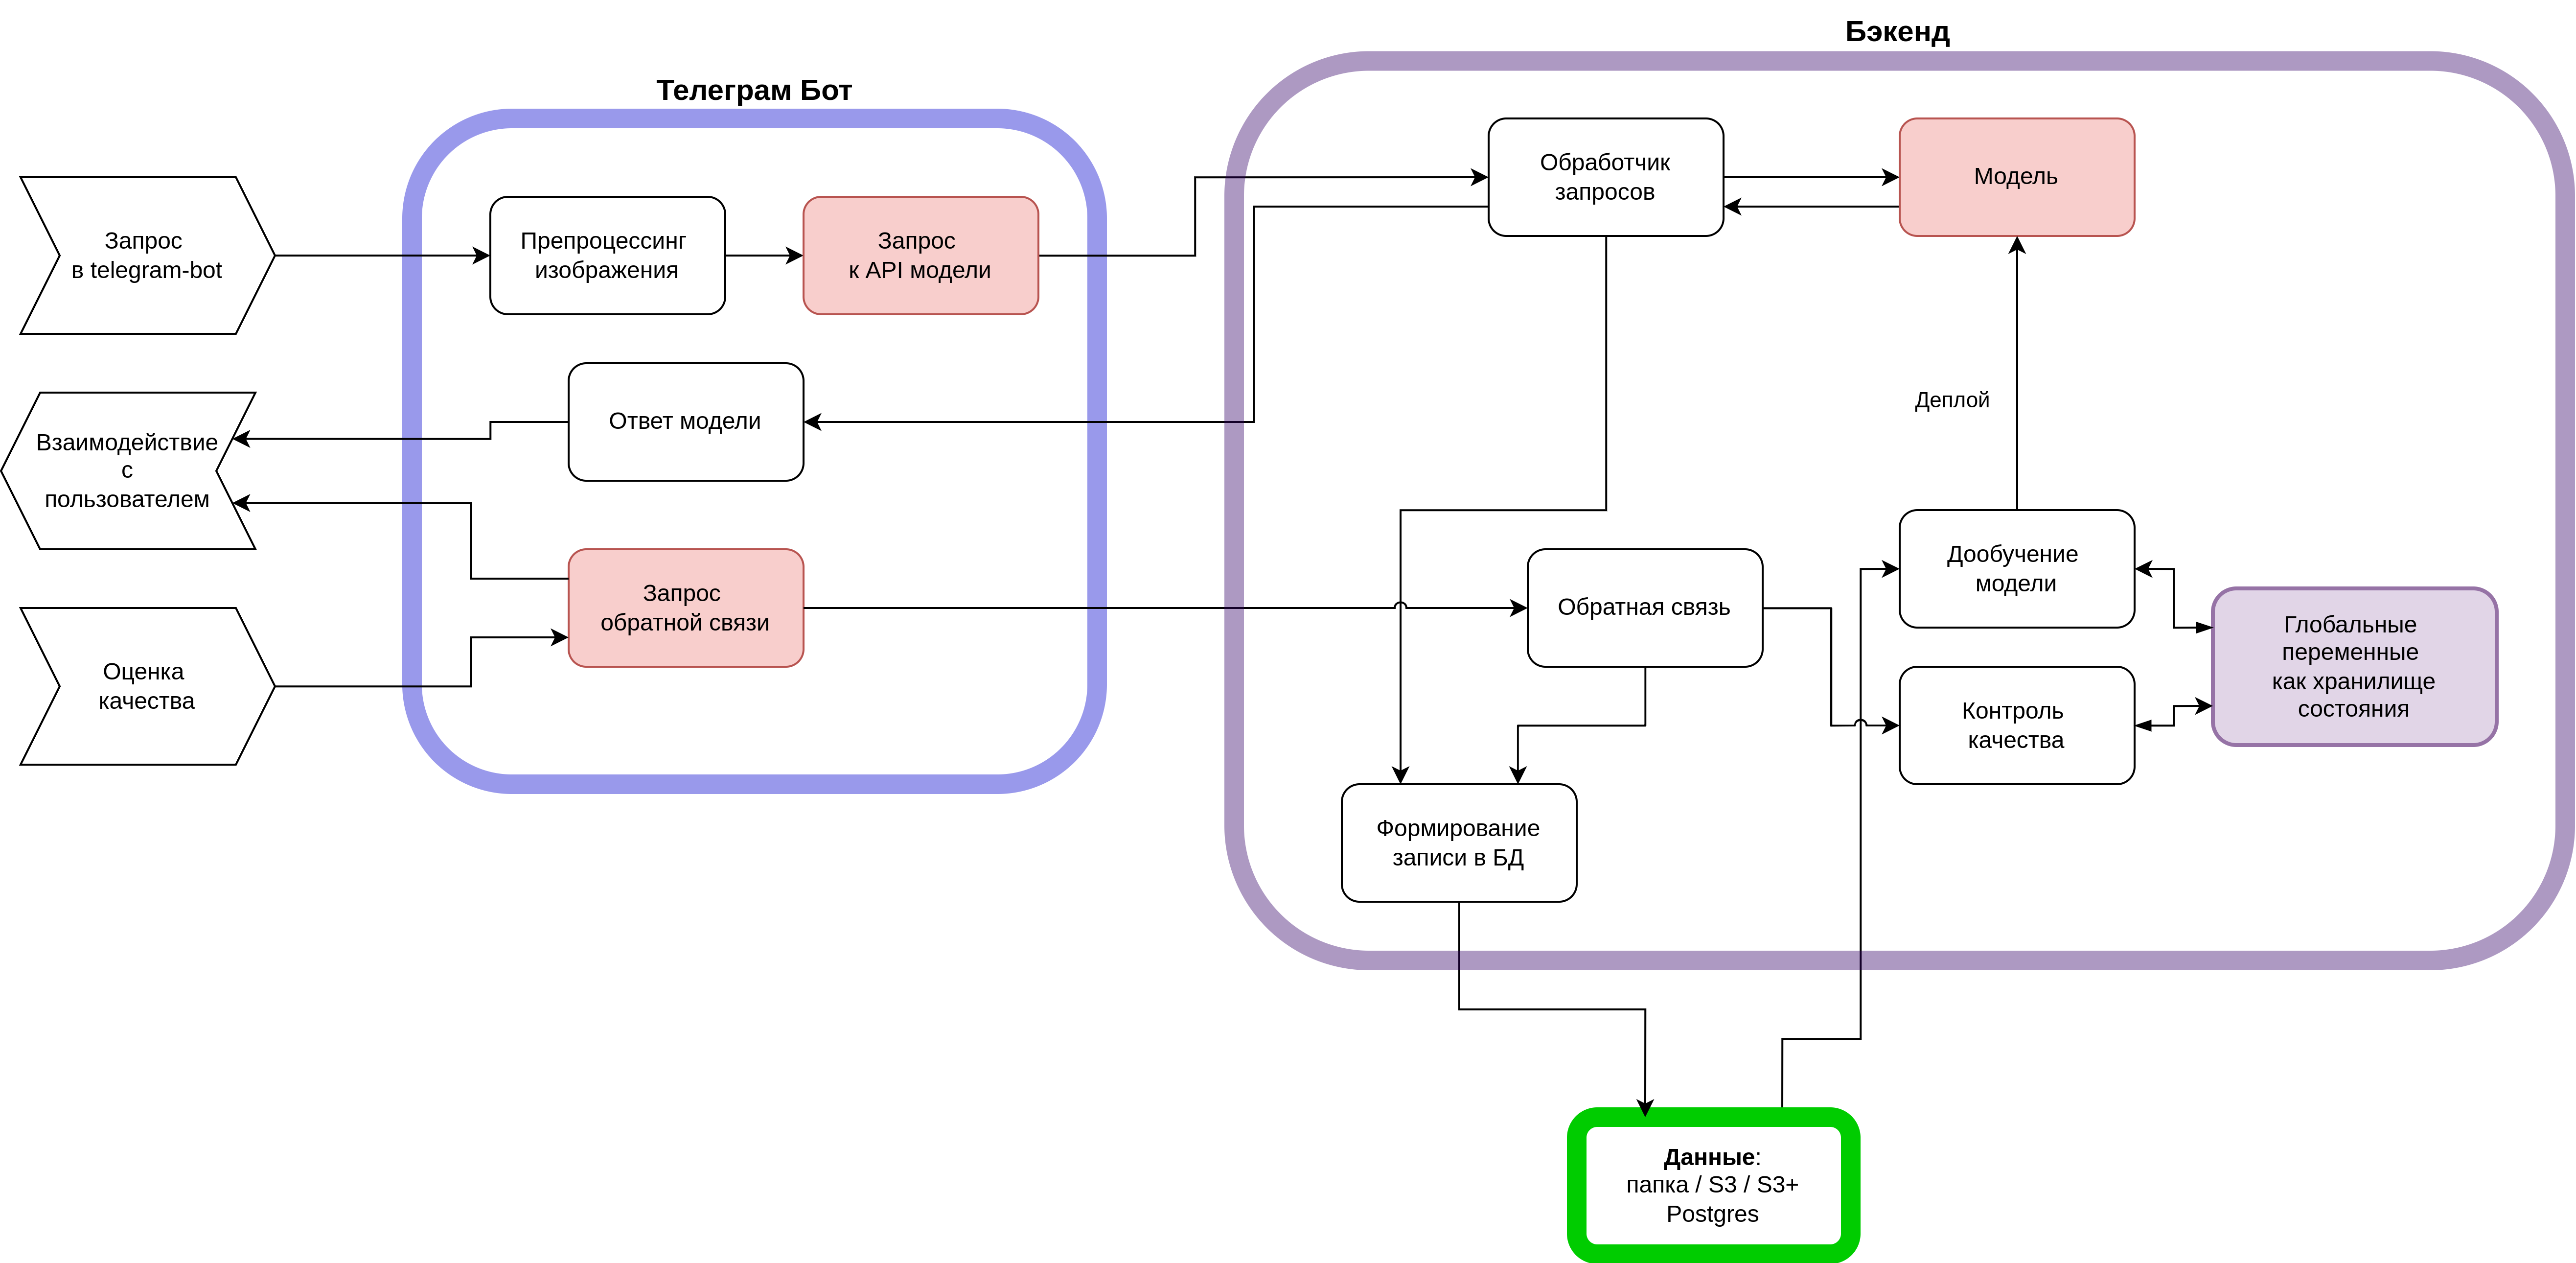 Бэкенд
Телеграм Бот
Обработчик
запросов
Модель
Запрос
в telegram-bot
Препроцессинг
изображения
Запрос
к API модели
Деплой
Ответ модели
Взаимодействие
с
пользователем
Запрос
обратной связи
Обратная связь
Дообучение
модели
Глобальные
переменные
как хранилище
состояния
Оценка
качества
Контроль
качества
Формирование
записи в БД
Данные:
папка / S3 / S3+
Postgres